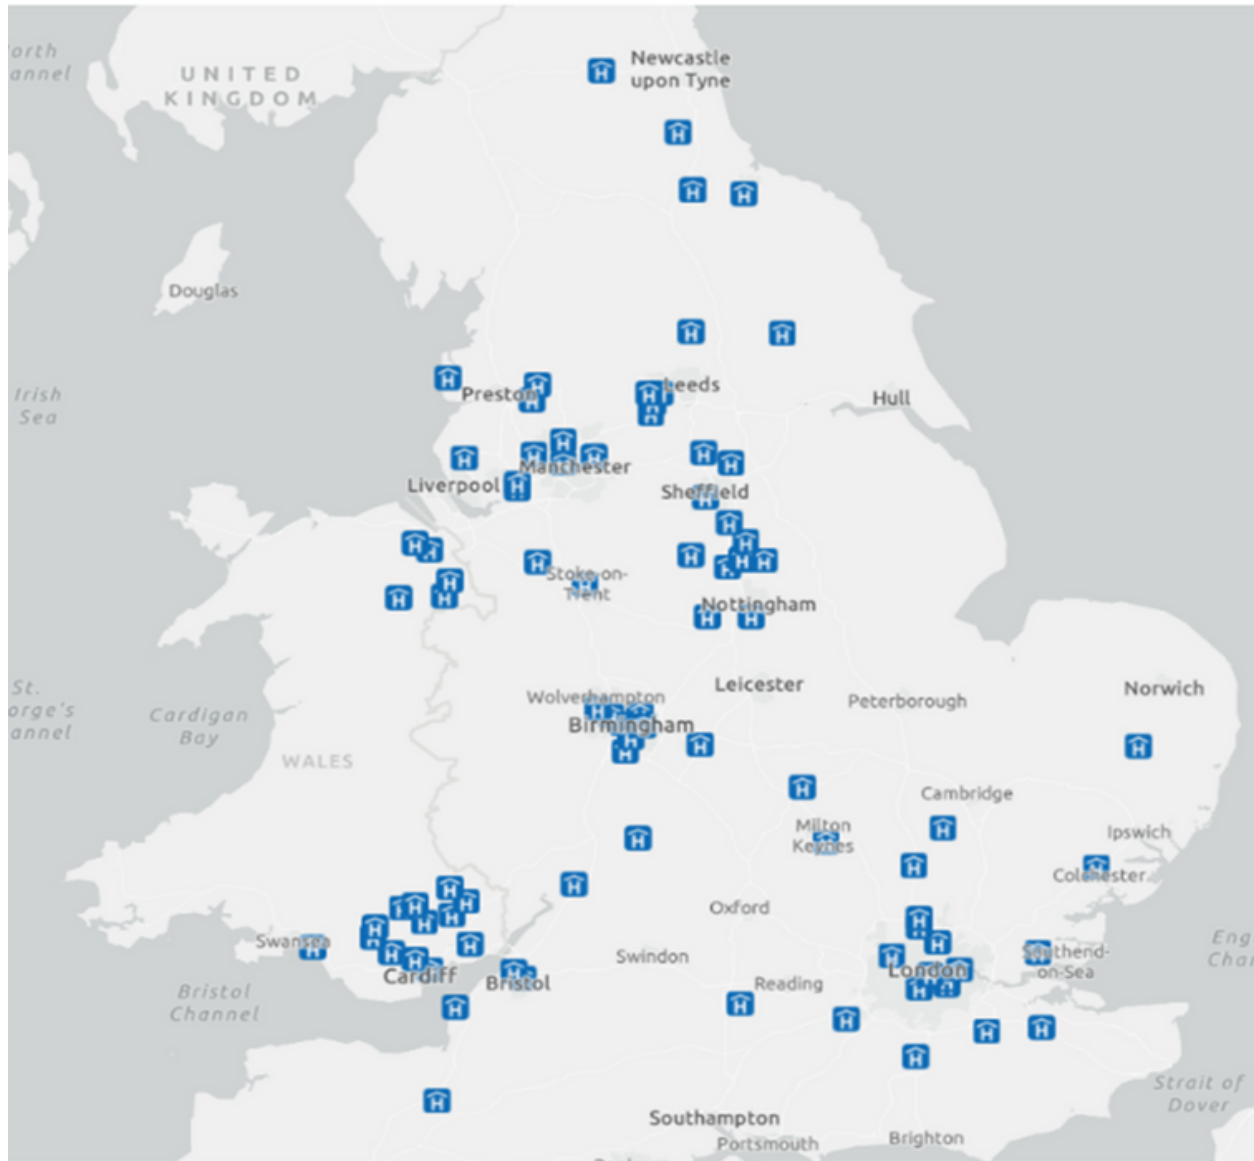 orth
annel
UNITED
KINGDOM
Newcastle
upon Tyne
Douglas
Irish
Sea
Preston
Leeds
Hull
Manchester
Liverpool
Sheffield
Stoke-on-
Trent
Nottingham
St.
orge's
annel
Cardigan
Bay
WALES
Wolverhampton
Birmingham
Leicester
Peterborough
Norwich
Cambridge
Milton
Keynes
Ipswich
Colchester
Oxford
Swansea
Cardiff
Bristol
Swindon
Reading
London
Southend-
on-Sea
Eng
Chan
Bristol
Channel
Strait of
Dover
Southampton
Portsmouth
Brighton